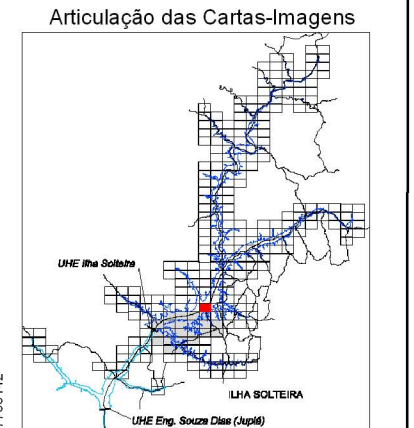 Articulação das Cartas-Imagens
UHE Ilha Solteira
ILHA SOLTEIRA
UHE Eng. Souza Dias (Jupiá)